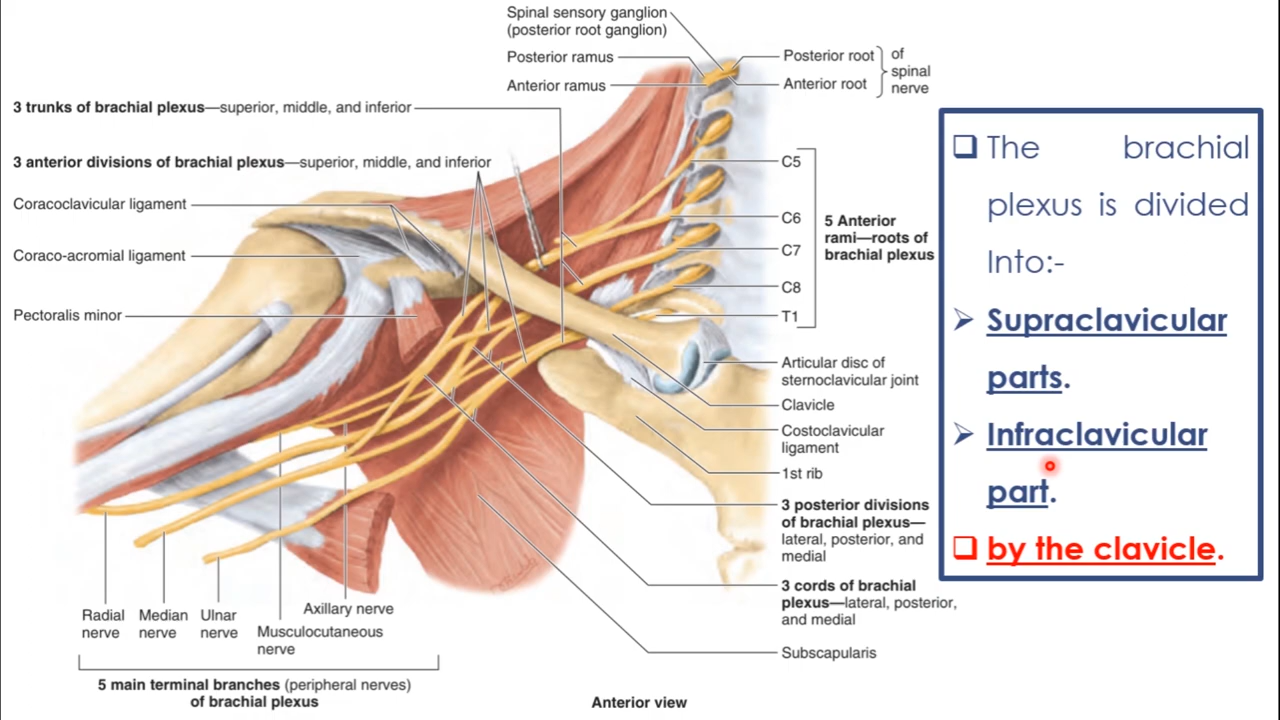 Spinal sensory ganglion
(posterior root ganglion)
Posterior ramus
Anterior ramus
Posterior root
Anterior root
of
spinal
nerve
3 trunks of brachial plexus—superior, middle, and inferior
3 anterior divisions of brachial plexus—superior, middle, and inferior
Coracoclavicular ligament
Coraco-acromial ligament
Pectoralis minor
C5
C6
C7
C8
T1
5 Anterior
rami—roots of
brachial plexus
Articular disc of
sternoclavicular joint
Clavicle
Costoclavicular
ligament
1st rib
3 posterior divisions
of brachial plexus—
lateral, posterior, and
medial
3 cords of brachial
plexus—lateral, posterior,
and medial
Subscapularis
Radial
nerve
Median
nerve
Ulnar
nerve
Musculocutaneous
nerve
Axillary nerve
5 main terminal branches (peripheral nerves)
of brachial plexus
Anterior view
❑ The brachial
plexus is divided
Into:-
➢ Supraclavicular
parts.
➢ Infraclavicular
part.
❑ by the clavicle.